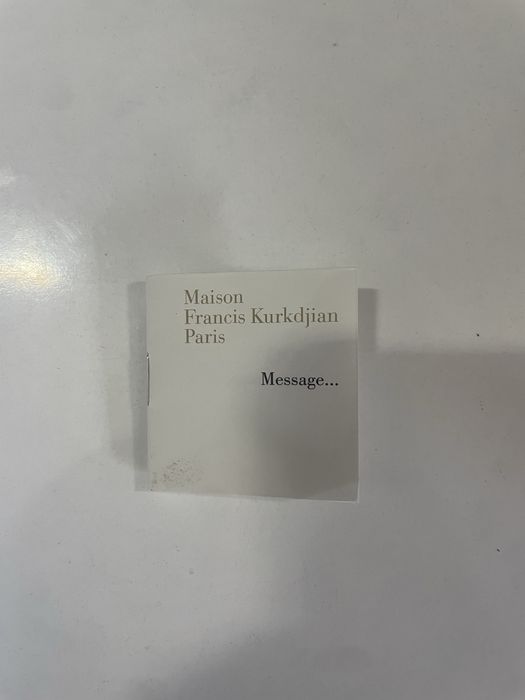 Maison
Francis Kurkdjian
Paris
Message...